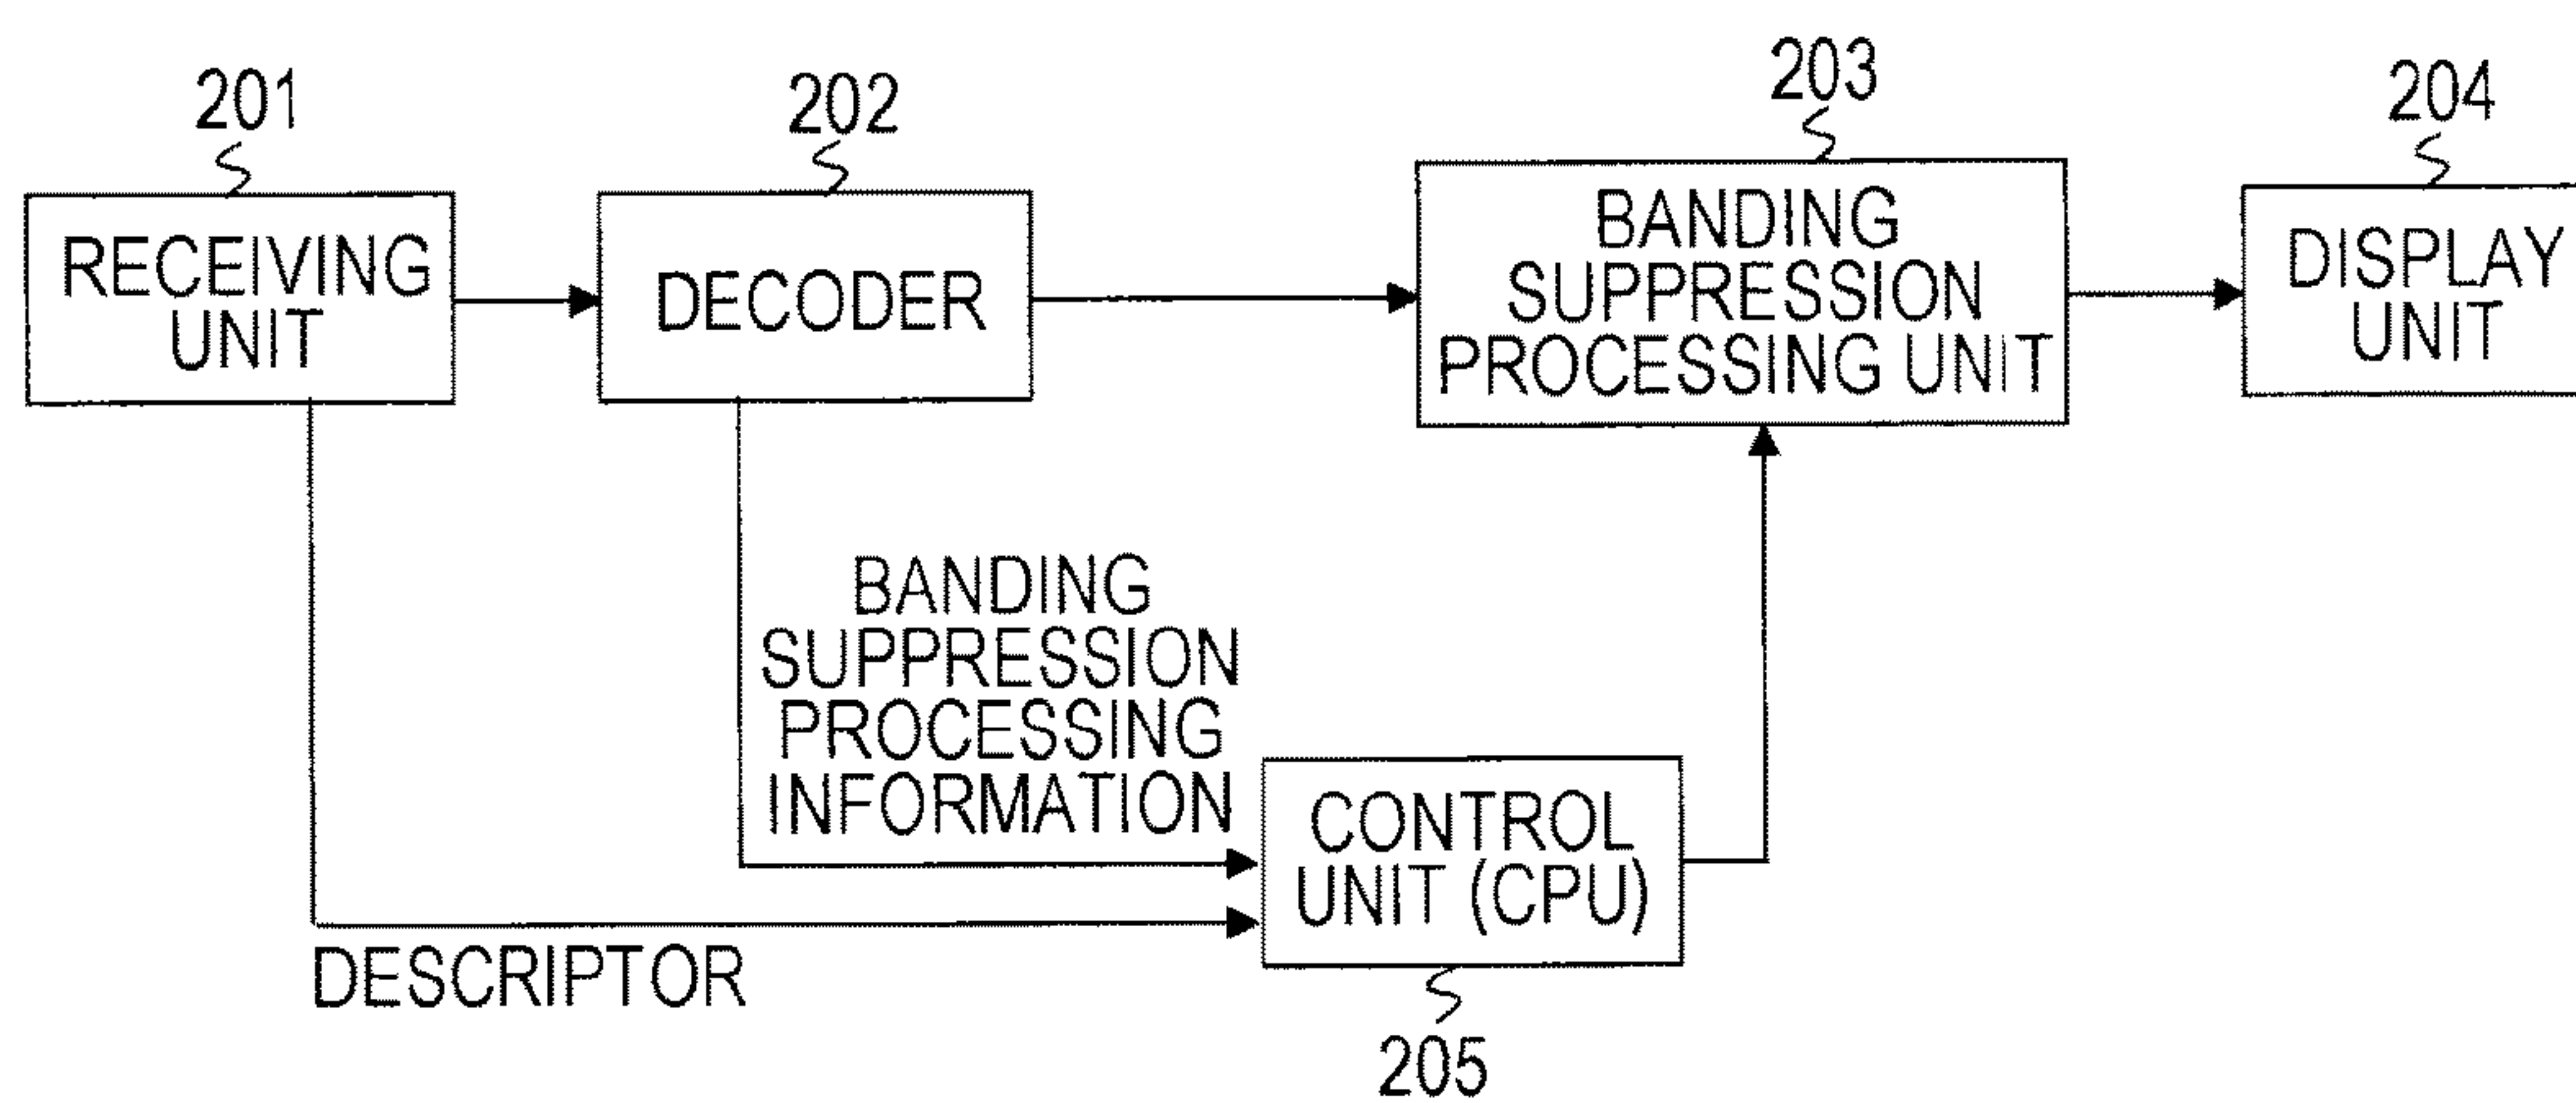 201
RECEIVING
UNIT
202
DECODER
203
BANDING
SUPPRESSION
PROCESSING UNIT
204
DISPLAY
UNIT
BANDING
SUPPRESSION
PROCESSING
INFORMATION
DESCRIPTOR
CONTROL
UNIT (CPU)
205